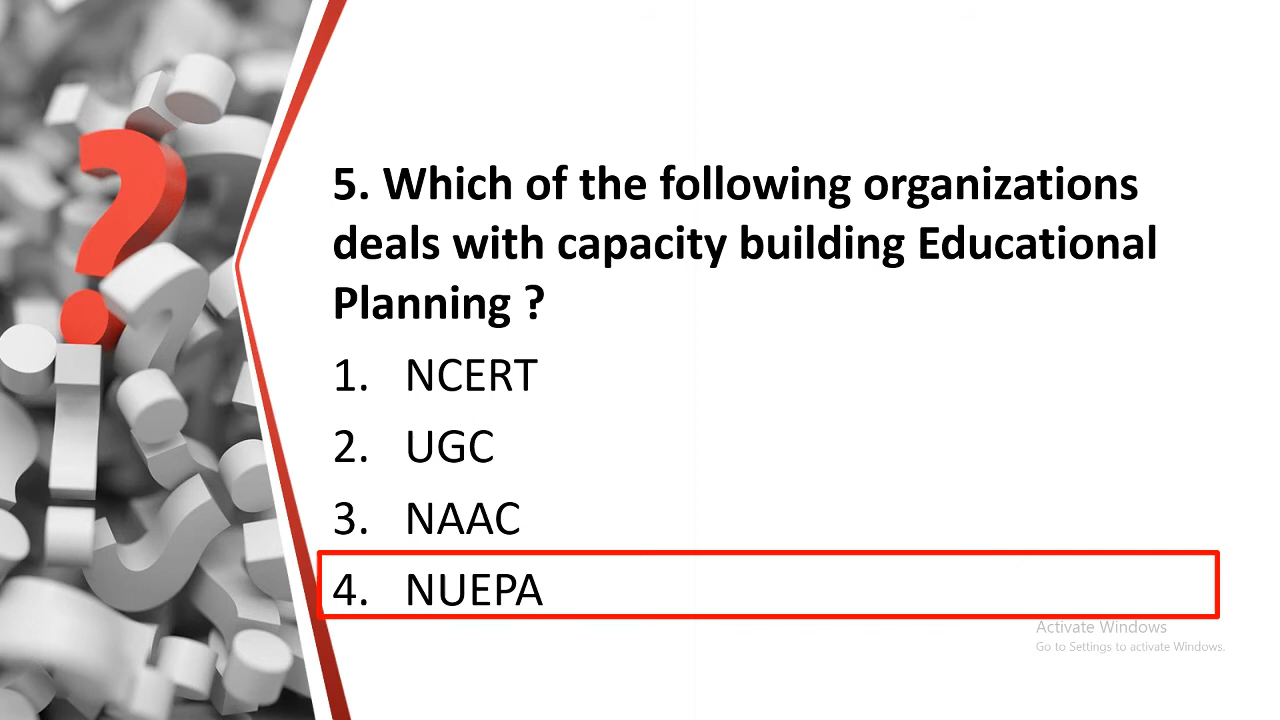 5. Which of the following organizations
deals with capacity building Educational
Planning ?
1. NCERT
2. UGC
3. NAAC
4. NUEPA
Activate Windows
Go to Settings to activate Windows.